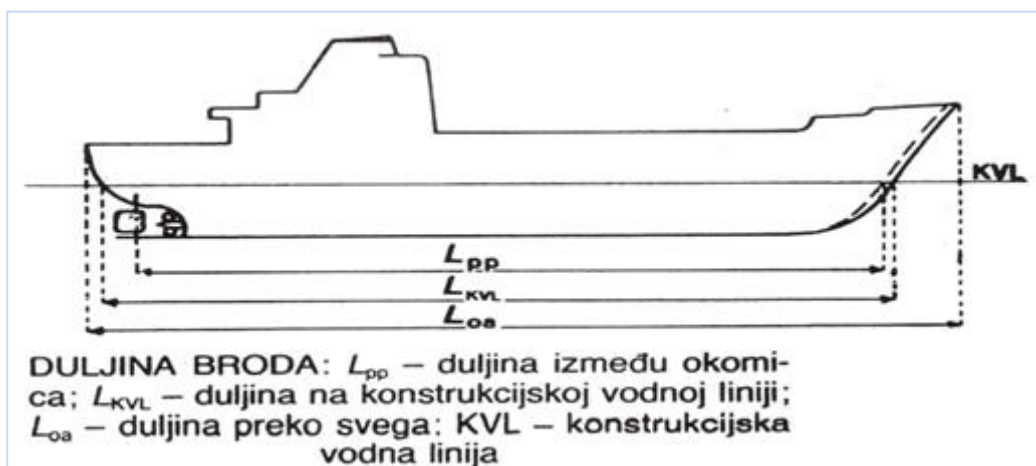 KVL
Lpp
LKVL
Loa
DULJINA BRODA: Lpp – duljina između okomi-
ca; LKVL – duljina na konstrukcijskoj vodnoj liniji;
Loa – duljina preko svega: KVL – konstrukcijska
vodna linija